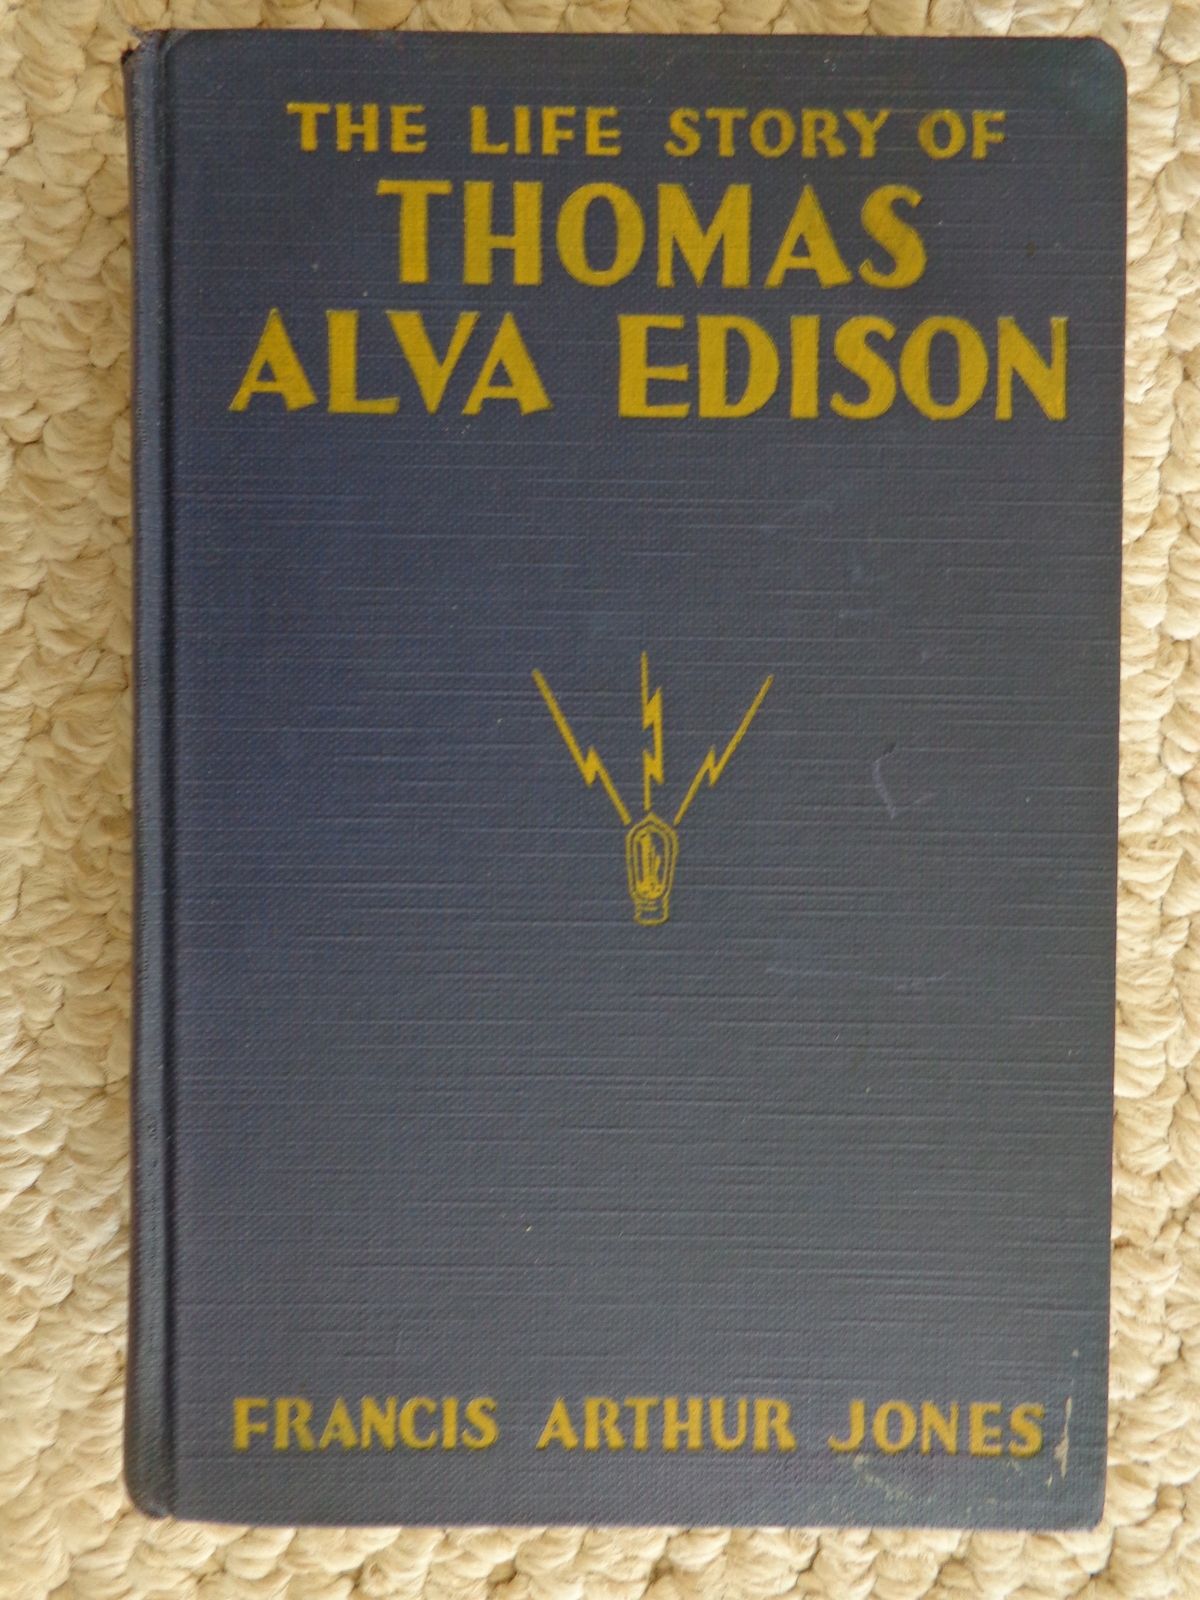 THE LIFE STORY OF
THOMAS
ALVA EDISON
FRANCIS ARTHUR JONES